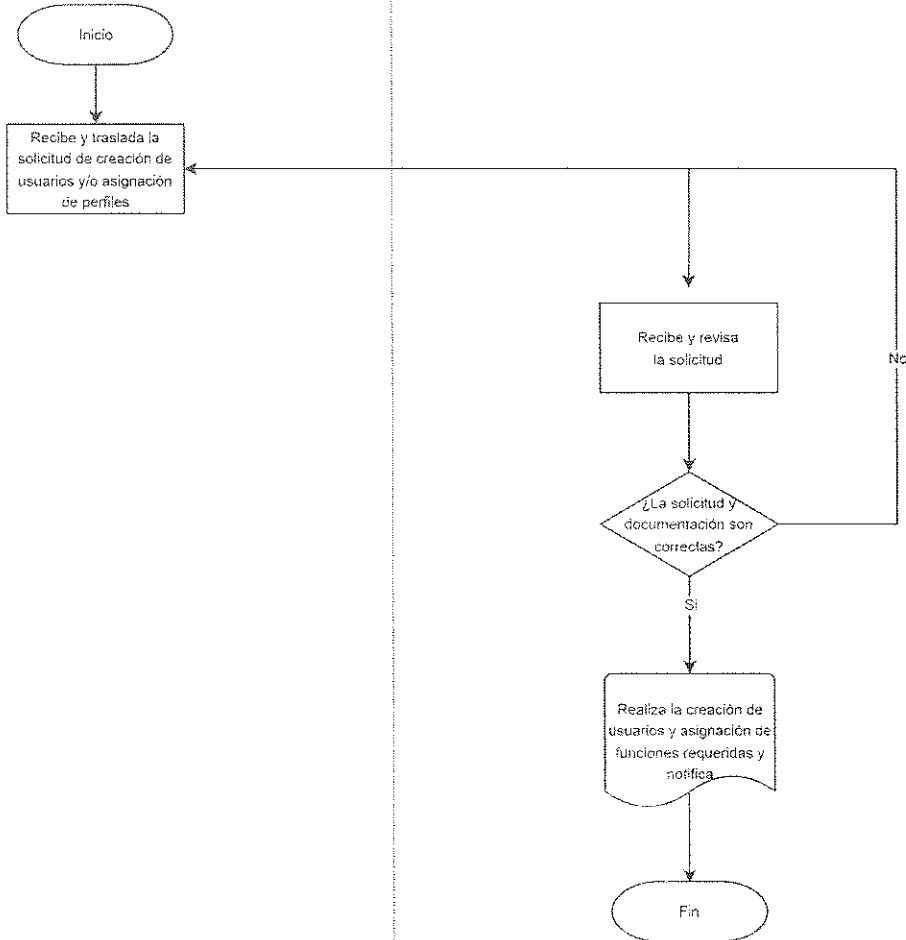 Inicio
Recibe y traslada la
solicitud de creación de
usuarios y/o asignación
de perfiles
Recibe y revisa
la solicitud
No
¿La solicitud y
documentación son
correctas?
Si
Realiza la creación de
usuarios y asignación de
funciones requeridas y
notifica
Fin